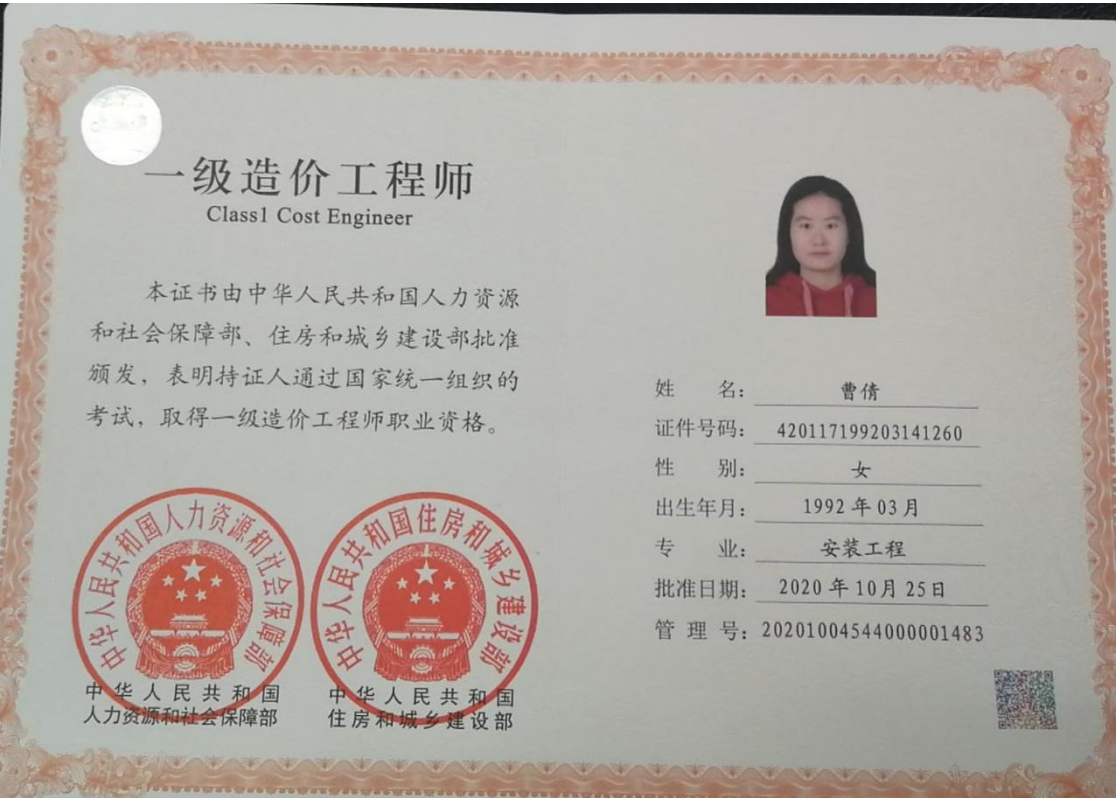 一级造价工程师
Class1 Cost Engineer
本证书由中华人民共和国人力资源
和社会保障部、住房和城乡建设部批准
颁发，表明持证人通过国家统一组织的
考试，取得一级造价工程师职业资格。
中华人民共和国人力资源和社会保障部
中华人民共和国住房和城乡建设部
中华人民共和国
人力资源和社会保障部
中华人民共和国
住房和城乡建设部
姓名：曹倩
证件号码：420117199203141260
性别：女
出生年月：1992年03月
专业：安装工程
批准日期：2020年10月25日
管理号：20201004544000001483